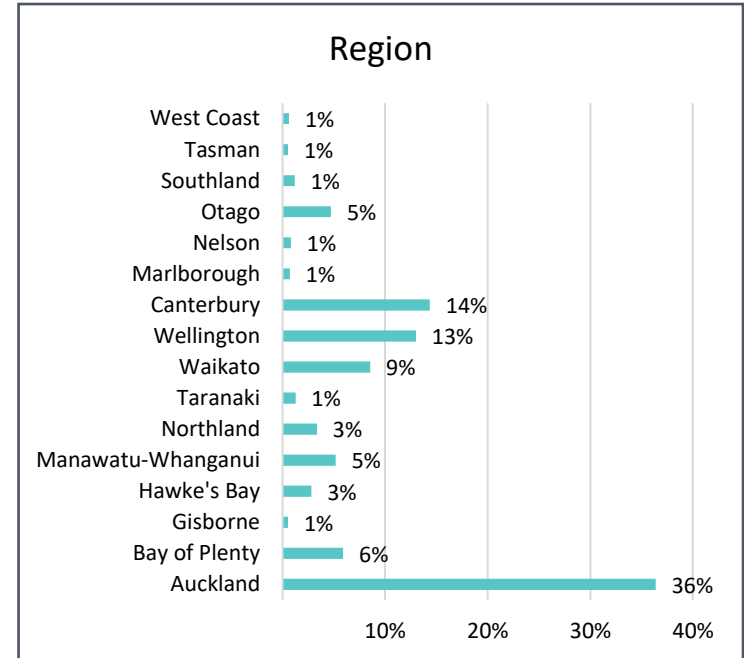 Region
West Coast 1%
Tasman 1%
Southland 1%
Otago 5%
Nelson 1%
Marlborough 1%
Canterbury 14%
Wellington 13%
Waikato 9%
Taranaki 1%
Northland 3%
Manawatu-Whanganui 5%
Hawke's Bay 3%
Gisborne 1%
Bay of Plenty 6%
Auckland 36%
10% 20% 30% 40%